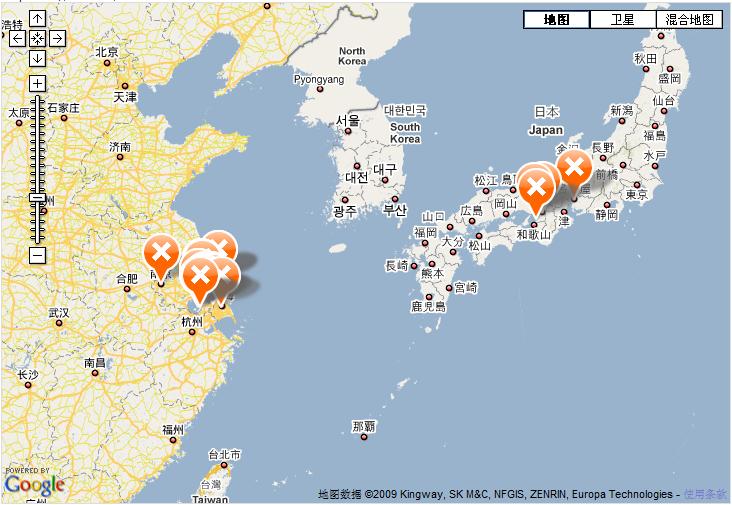 浩特
地图
卫星
混合地图
北京
秋田
盛岡
North
Korea
Pyongyang
天津
石家庄
太原
仙台
新潟
福島
서울
대한민국
South
Korea
日本
Japan
济南
長野
水戸
前橋
대전
대구
松江
東京
광주
부산
岡山
静岡
山口
広島
津
和歌山
福岡
大分
松山
長崎
熊本
宮崎
鹿児島
合肥
武汉
杭州
南昌
长沙
福州
那覇
台北市
台灣
Taiwan
POWERED BY
Google
地图数据 ©2009 Kingway, SK M&C, NFGIS, ZENRIN, Europa Technologies - 使用条款